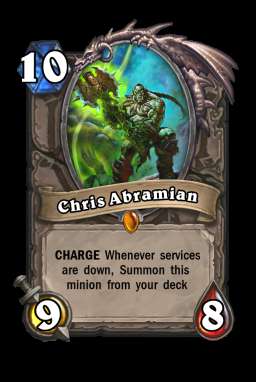 10
Chris Abramian
CHARGE Whenever services
are down, Summon this
minion from your deck
9
8